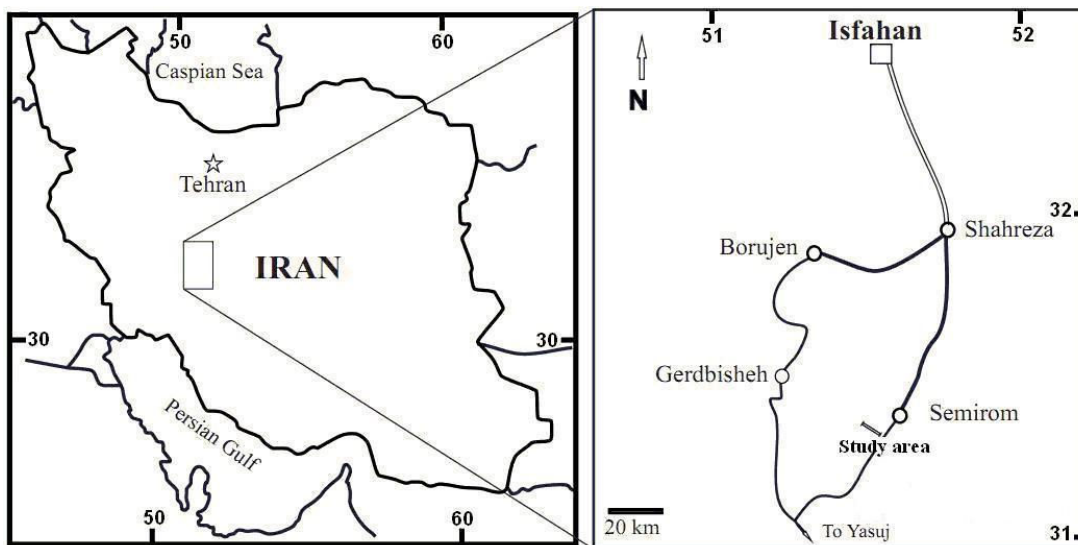 50
60
Caspian Sea
Tehran
IRAN
30
30
Persian Gulf
50
60
51
52
Isfahan
N
32
Shahreza
Borujen
Gerdbisheh
Semirom
Study area
20 km
To Yasuj
31